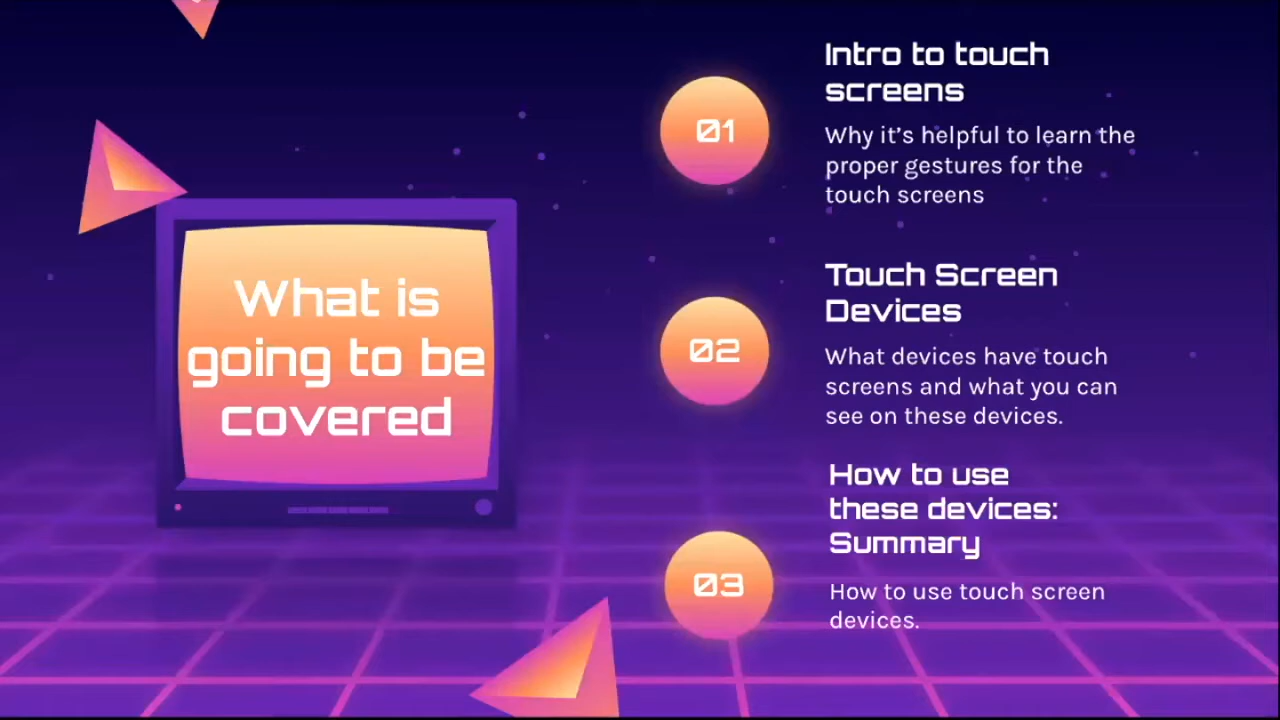 What is
going to be
covered
01
Intro to touch
screens
Why it's helpful to learn the
proper gestures for the
touch screens
02
Touch Screen
Devices
What devices have touch
screens and what you can
see on these devices.
03
How to use
these devices:
Summary
How to use touch screen
devices.